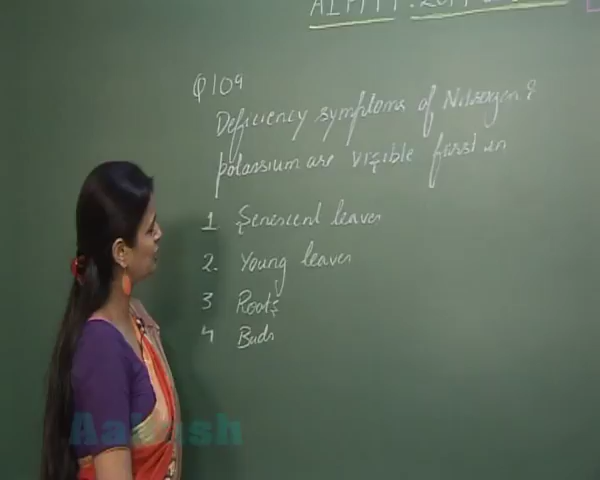 Q109
Deficiency symptoms of Nitrogen &
potassium are visible first in
1 Senescent leaves
2. Young leaves
3 Roots
4 Buds
Aakash